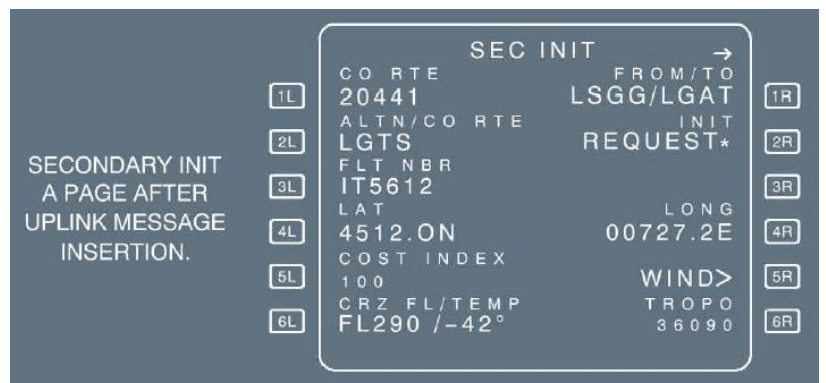 SEC INIT →
CO RTE FROM/TO
1L 20441 LSGG/LGAT 1R
ALTN/CO RTE INIT
2L LGTS REQUEST* 2R
FLT NBR
3L IT5612 3R
LAT LONG
4L 4512.ON 00727.2E 4R
COST INDEX
5L 100 WIND> 5R
CRZ FL/TEMP TROPO
6L FL290 /-42° 36090 6R
SECONDARY INIT
A PAGE AFTER
UPLINK MESSAGE
INSERTION.